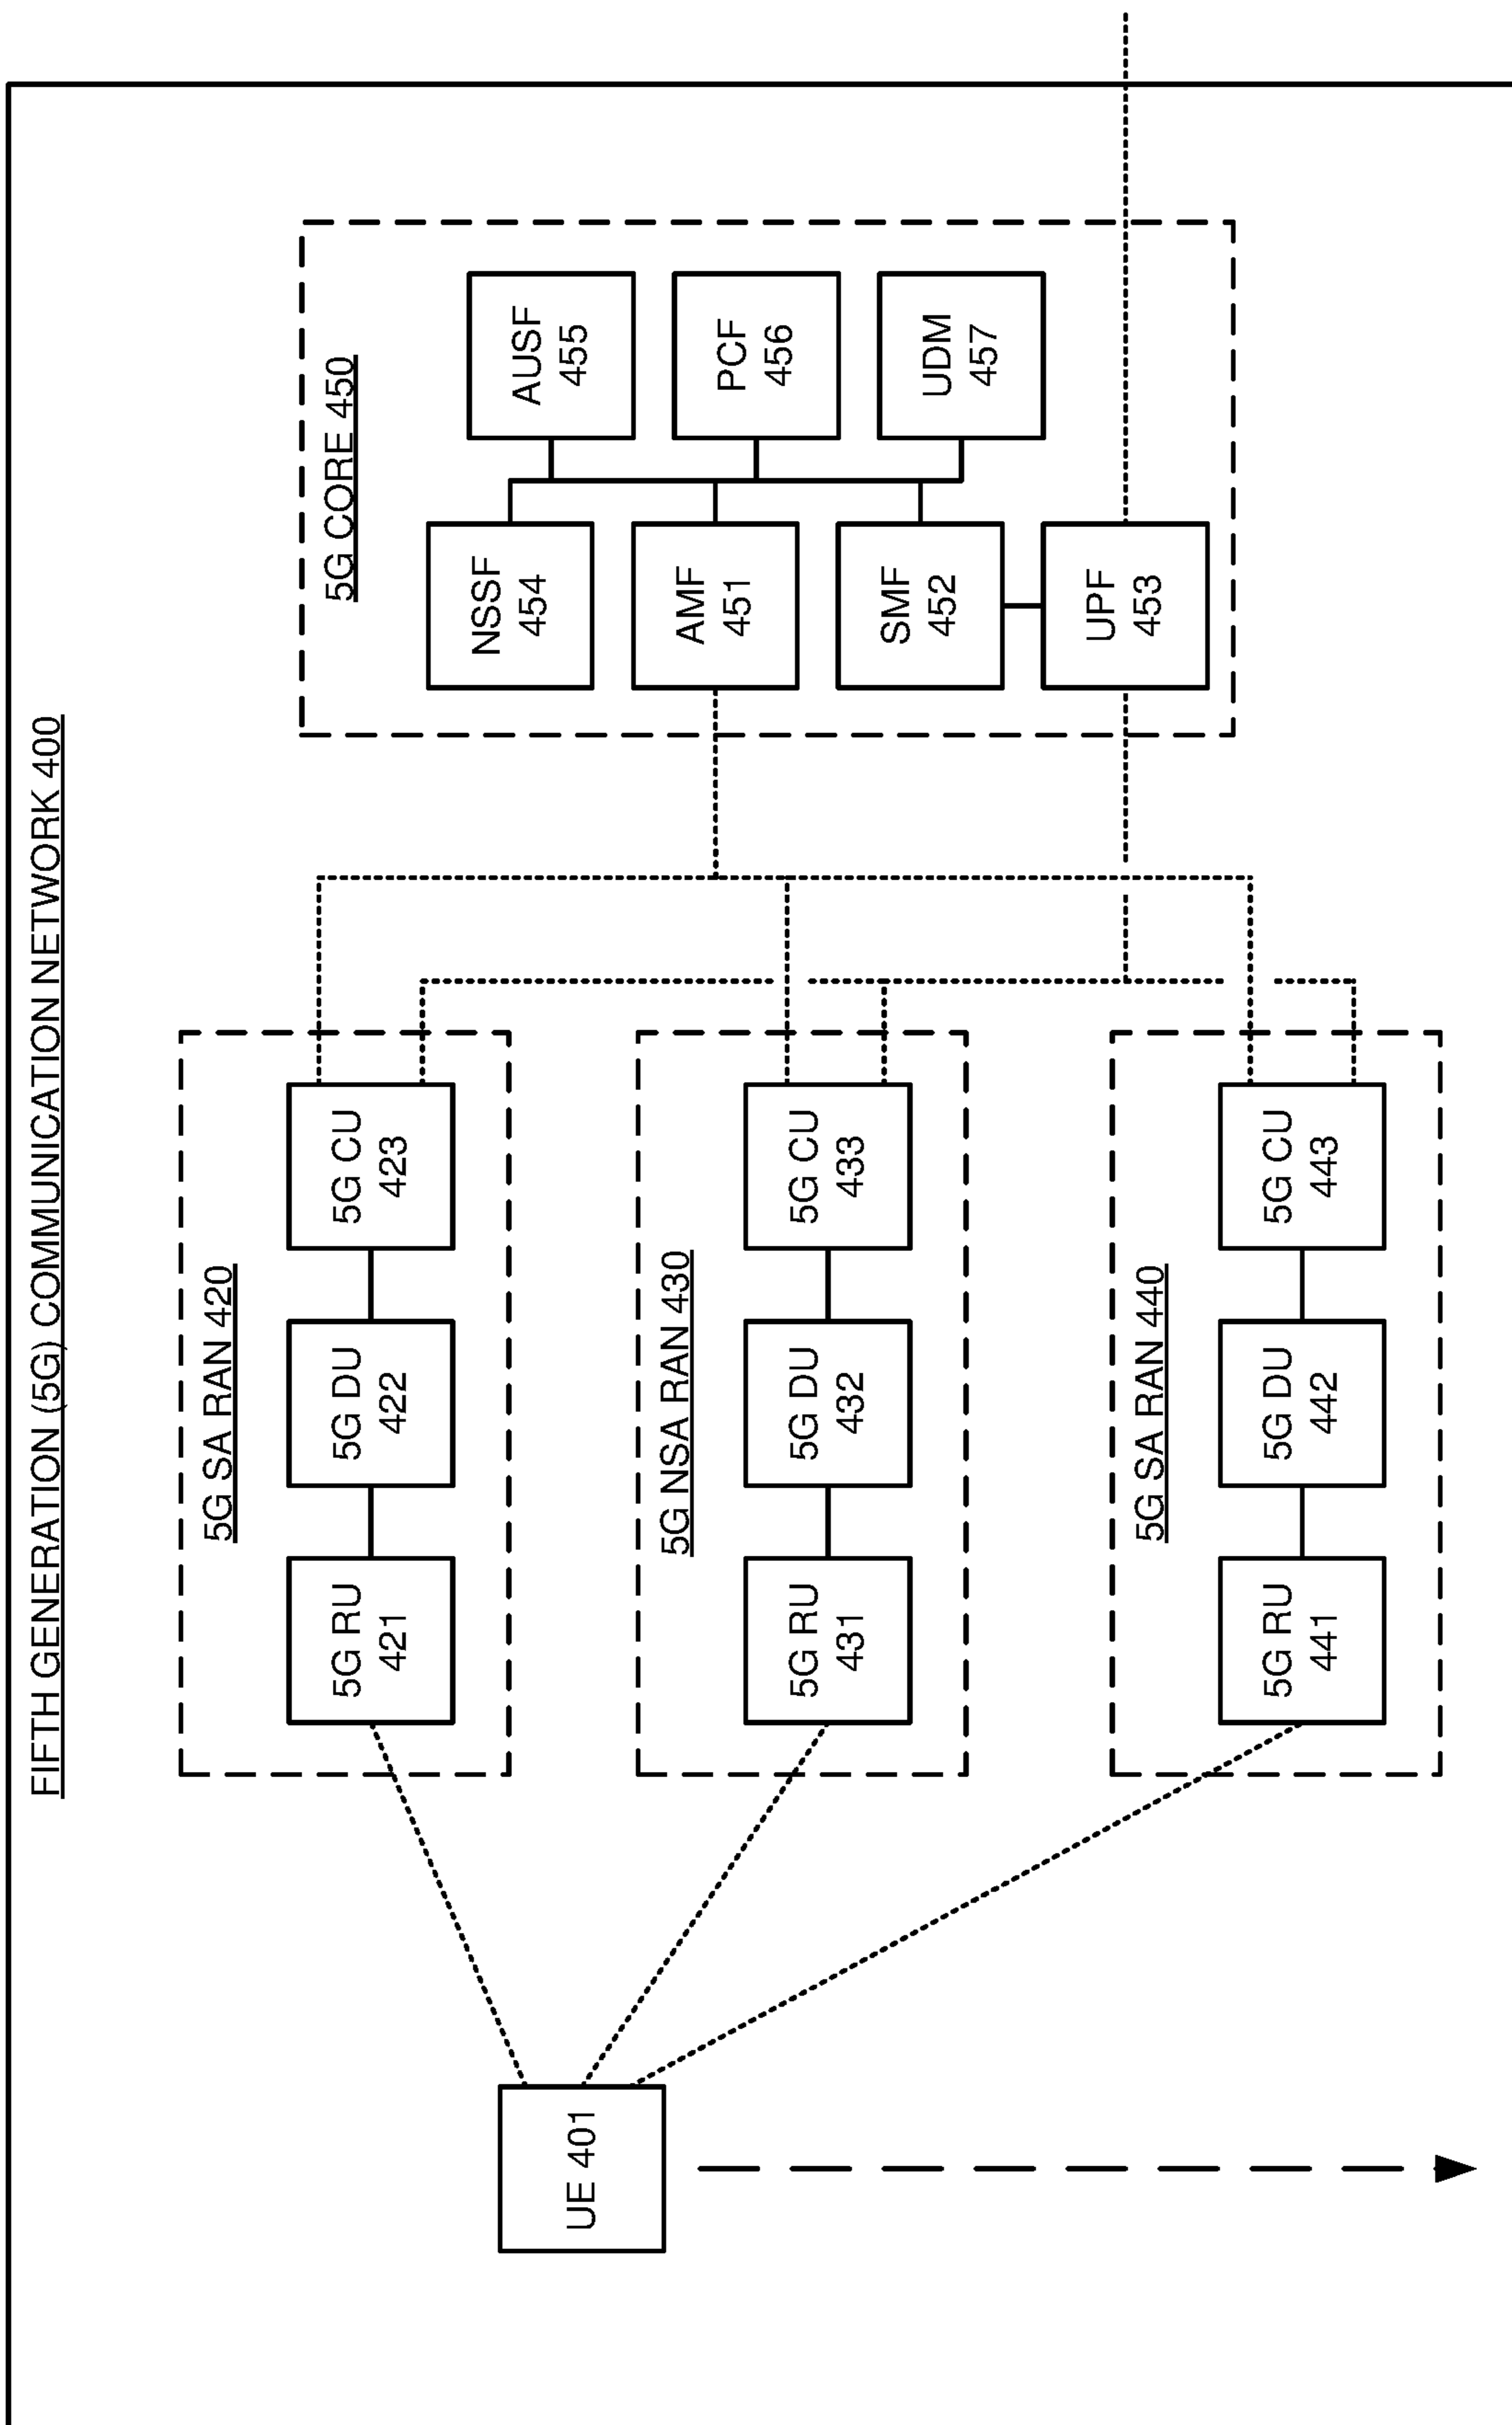 FIFTH GENERATION (5G) COMMUNICATION NETWORK 400
UE 401
5G SA RAN 420
5G RU
421
5G DU
422
5G CU
423
5G NSA RAN 430
5G RU
431
5G DU
432
5G CU
433
5G SA RAN 440
5G RU
441
5G DU
442
5G CU
443
5G CORE 450
NSSF
454
AMF
451
SMF
452
UPF
453
AUSF
455
PCF
456
UDM
457